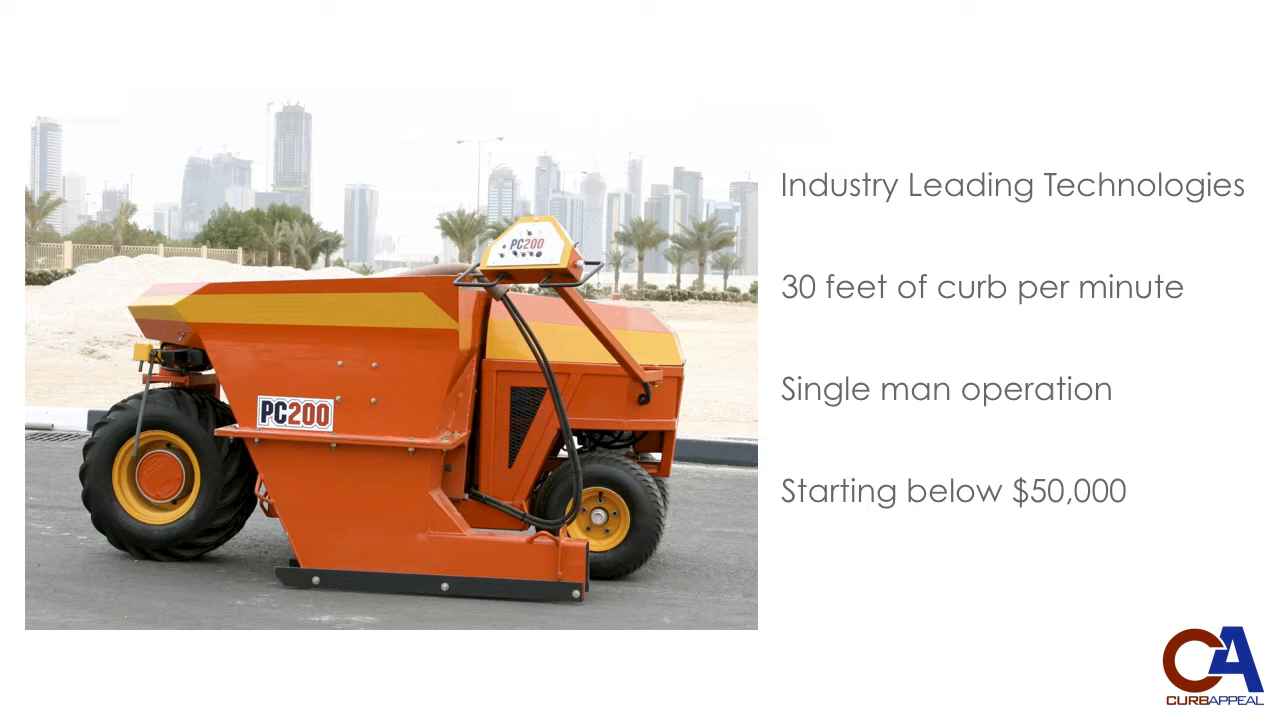 Industry Leading Technologies
30 feet of curb per minute
Single man operation
Starting below $50,000
PC200
PC200
CA
CURBAPPEAL